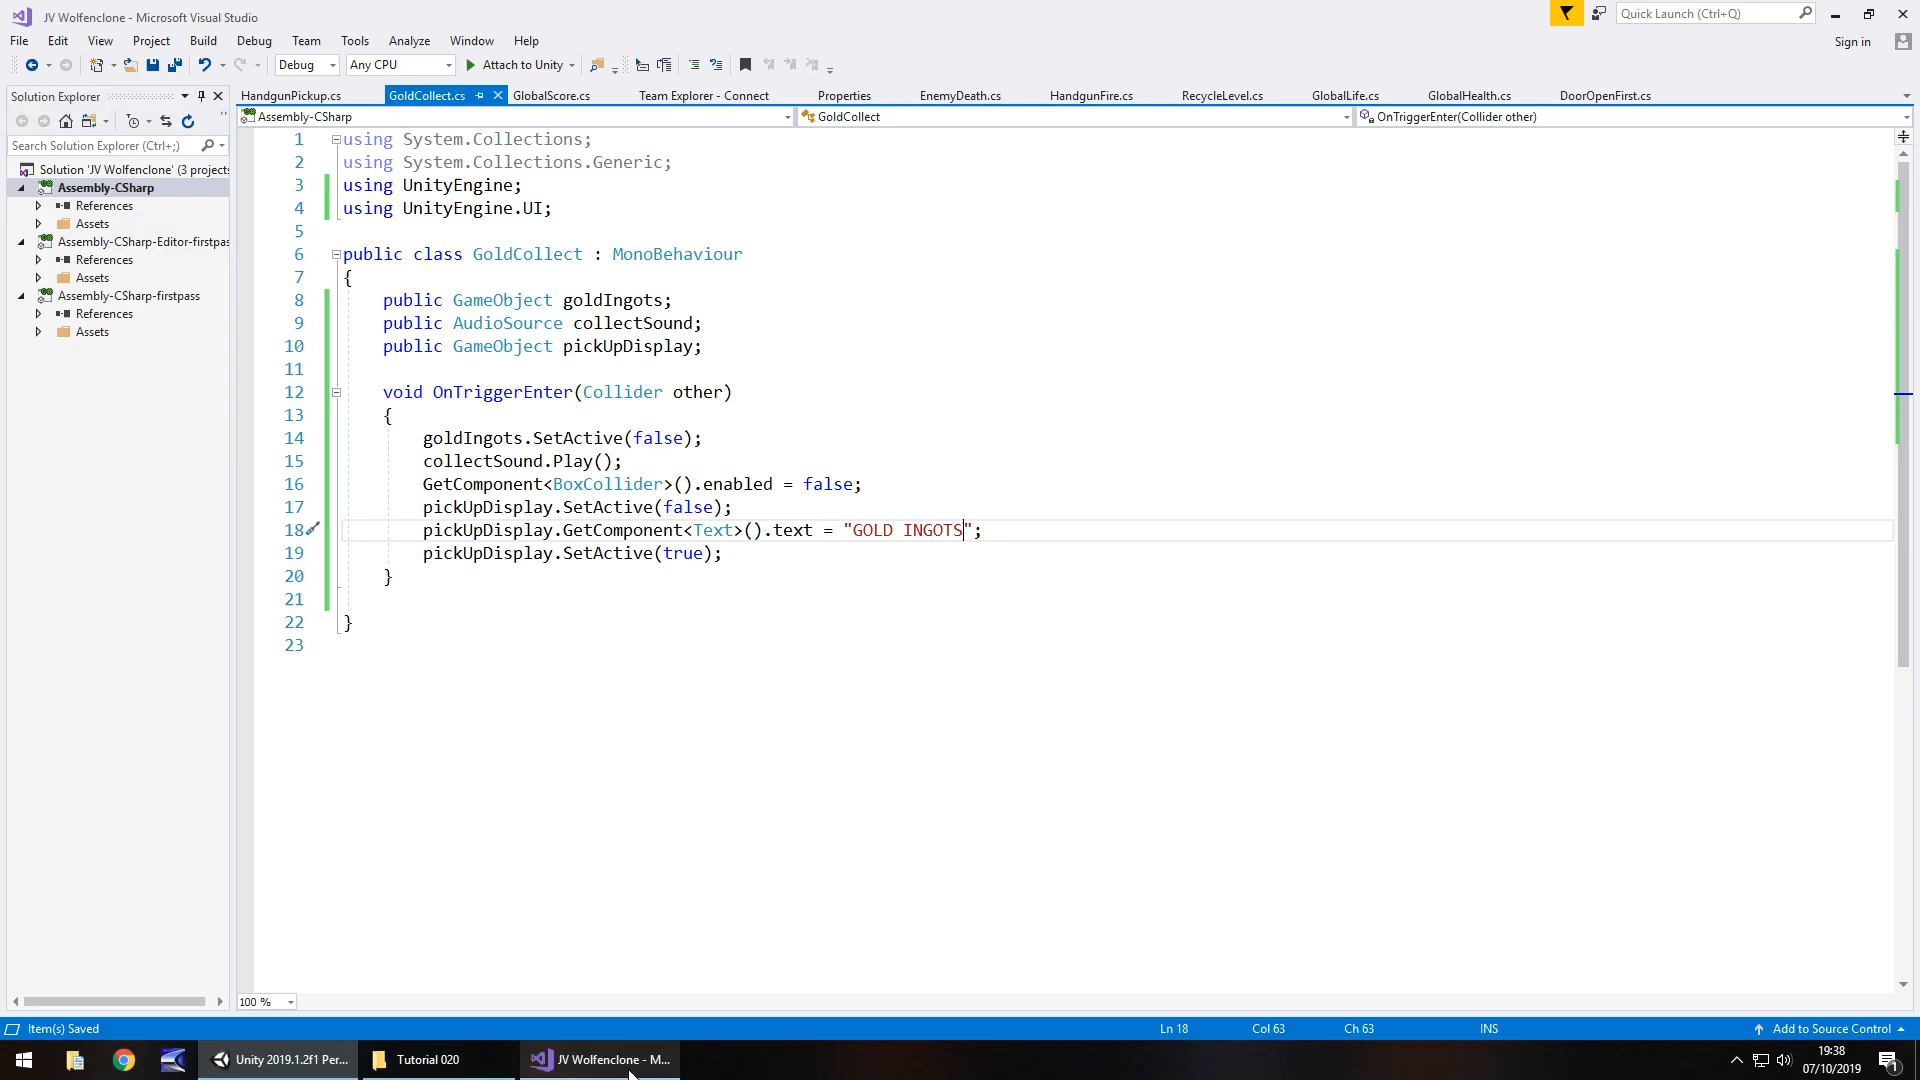 JV Wolfenclone - Microsoft Visual Studio
Quick Launch (Ctrl+Q)
File Edit View Project Build Debug Team Tools Analyze Window Help
Sign in
Debug Any CPU Attach to Unity
Solution Explorer
HandgunPickup.cs GoldCollect.cs GlobalScore.cs Team Explorer - Connect Properties EnemyDeath.cs HandgunFire.cs RecycleLevel.cs GlobalLife.cs GlobalHealth.cs DoorOpenFirst.cs
Assembly-CSharp GoldCollect OnTriggerEnter(Collider other)
Search Solution Explorer (Ctrl+;)
Solution 'JV Wolfenclone' (3 projects
Assembly-CSharp
References
Assets
Assembly-CSharp-Editor-firstpas
References
Assets
Assembly-CSharp-firstpass
References
Assets
1 using System.Collections;
2 using System.Collections.Generic;
3 using UnityEngine;
4 using UnityEngine.UI;
5
6 public class GoldCollect : MonoBehaviour
7 {
8 public GameObject goldIngots;
9 public AudioSource collectSound;
10 public GameObject pickUpDisplay;
11
12 void OnTriggerEnter(Collider other)
13 {
14 goldIngots.SetActive(false);
15 collectSound.Play();
16 GetComponent<BoxCollider>().enabled = false;
17 pickUpDisplay.SetActive(false);
18 pickUpDisplay.GetComponent<Text>().text = "GOLD INGOTS";
19 pickUpDisplay.SetActive(true);
20 }
21
22 }
23
100 %
Item(s) Saved Ln 18 Col 63 Ch 63 INS Add to Source Control
Unity 2019.1.2f1 Per... Tutorial 020 JV Wolfenclone - M...
19:38
07/10/2019
1